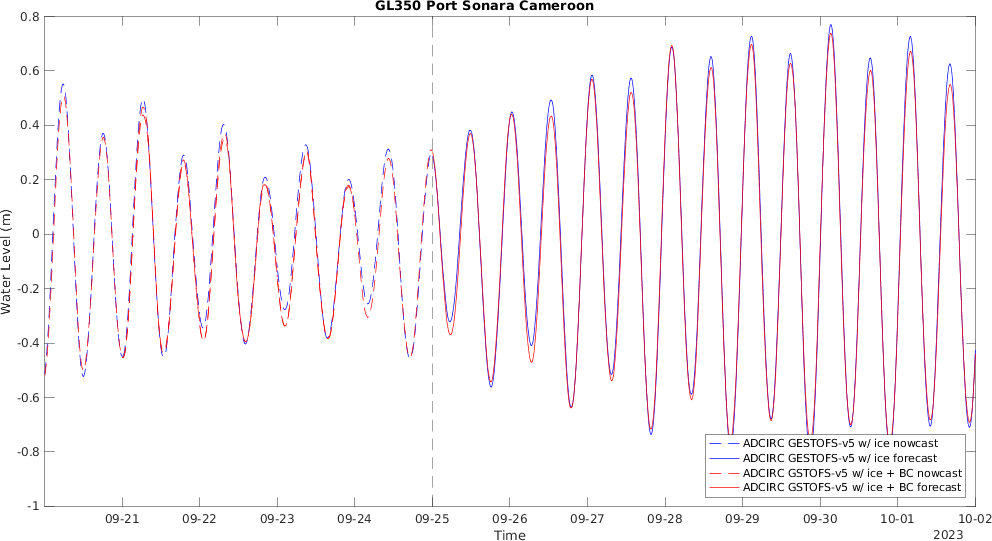 GL350 Port Sonara Cameroon
0.8
0.6
0.4
0.2
0
-0.2
-0.4
-0.6
-0.8
-1
Water Level (m)
ADCIRC GESTOFS-v5 w/ ice nowcast
ADCIRC GESTOFS-v5 w/ ice forecast
ADCIRC GSTOFS-v5 w/ ice + BC nowcast
ADCIRC GSTOFS-v5 w/ ice + BC forecast
09-21 09-22 09-23 09-24 09-25 09-26 09-27 09-28 09-29 09-30 10-01 10-02
Time
2023